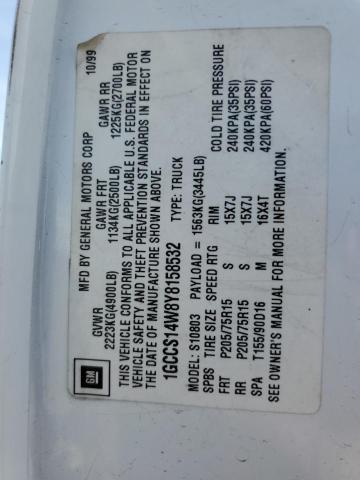 MFD BY GENERAL MOTORS CORP 10/99
GVWR GAWR FRT GAWR RR
2223KG(4900LB) 1134KG(2500LB) 1225KG(2700LB)
THIS VEHICLE CONFORMS TO ALL APPLICABLE U.S. FEDERAL MOTOR
VEHICLE SAFETY AND THEFT PREVENTION STANDARDS IN EFFECT ON
THE DATE OF MANUFACTURE SHOWN ABOVE.
1GCCS14W8Y8158532 TYPE: TRUCK
MODEL: S10803 PAYLOAD = 1563KG(3445LB)
SPBS TIRE SIZE SPEED RTG RIM COLD TIRE PRESSURE
FRT P205/75R15 S 15X7J 240KPA(35PSI)
RR P205/75R15 S 15X7J 240KPA(35PSI)
SPA T155/90D16 M 16X4T 420KPA(60PSI)
SEE OWNER'S MANUAL FOR MORE INFORMATION.
GM